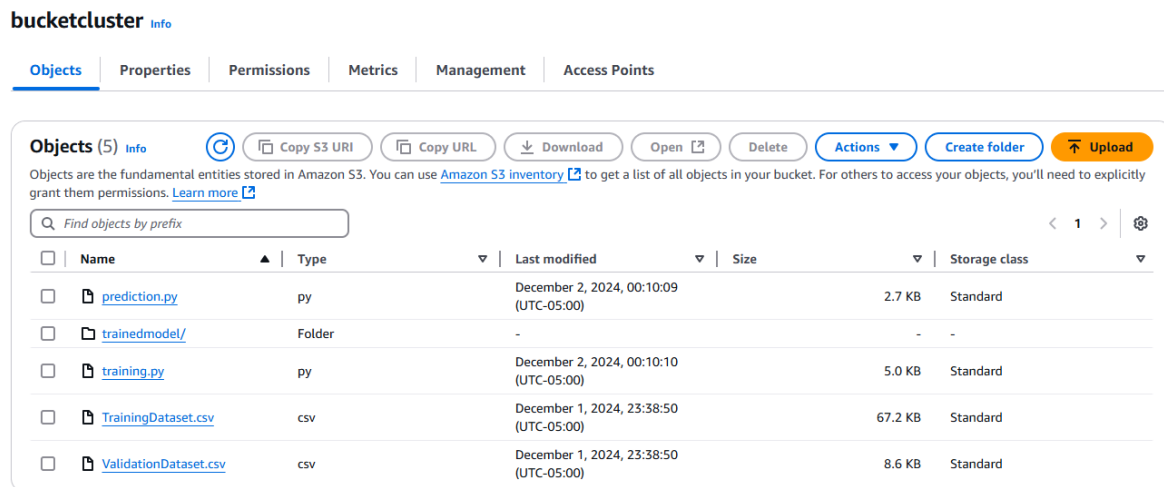 bucketcluster Info
Objects Properties Permissions Metrics Management Access Points
Objects (5) Info Copy S3 URI Copy URL Download Open Delete Actions Create folder Upload
Objects are the fundamental entities stored in Amazon S3. You can use Amazon S3 inventory to get a list of all objects in your bucket. For others to access your objects, you'll need to explicitly
grant them permissions. Learn more
Find objects by prefix 1
Name Type Last modified Size Storage class
prediction.py py December 2, 2024, 00:10:09 (UTC-05:00) 2.7 KB Standard
trainedmodel/ Folder - - -
training.py py December 2, 2024, 00:10:10 (UTC-05:00) 5.0 KB Standard
TrainingDataset.csv csv December 1, 2024, 23:38:50 (UTC-05:00) 67.2 KB Standard
ValidationDataset.csv csv December 1, 2024, 23:38:50 (UTC-05:00) 8.6 KB Standard